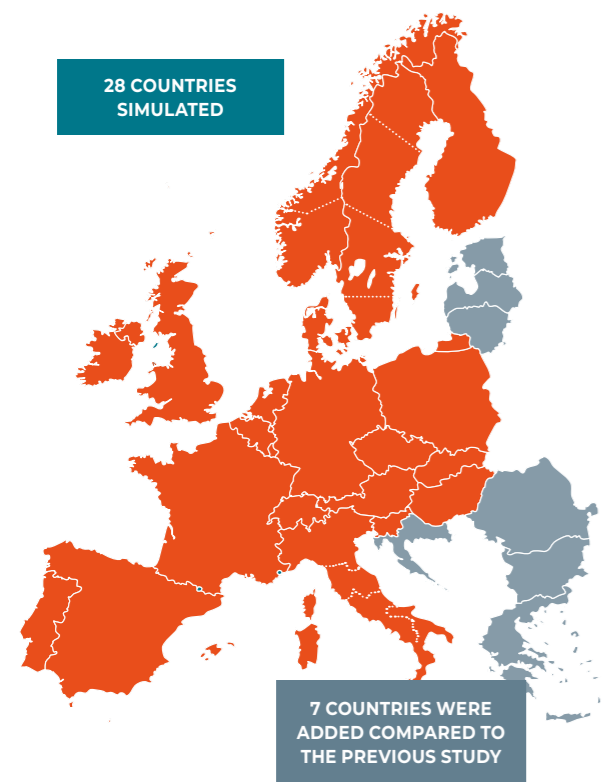 28 COUNTRIES
SIMULATED
7 COUNTRIES WERE
ADDED COMPARED TO
THE PREVIOUS STUDY